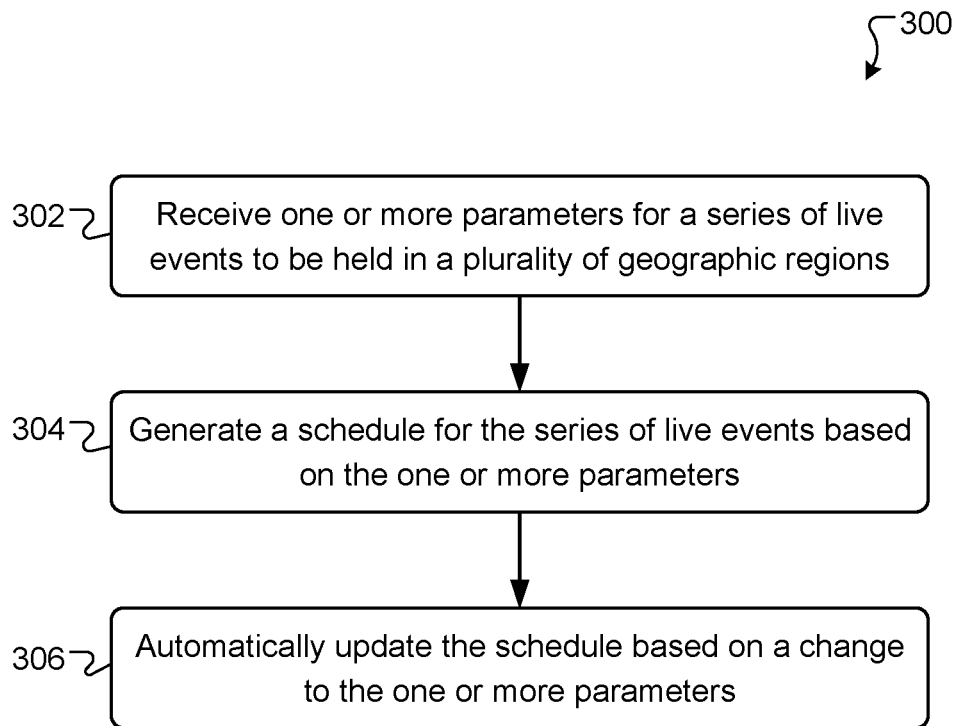 300
302
Receive one or more parameters for a series of live
events to be held in a plurality of geographic regions
304
Generate a schedule for the series of live events based
on the one or more parameters
306
Automatically update the schedule based on a change
to the one or more parameters